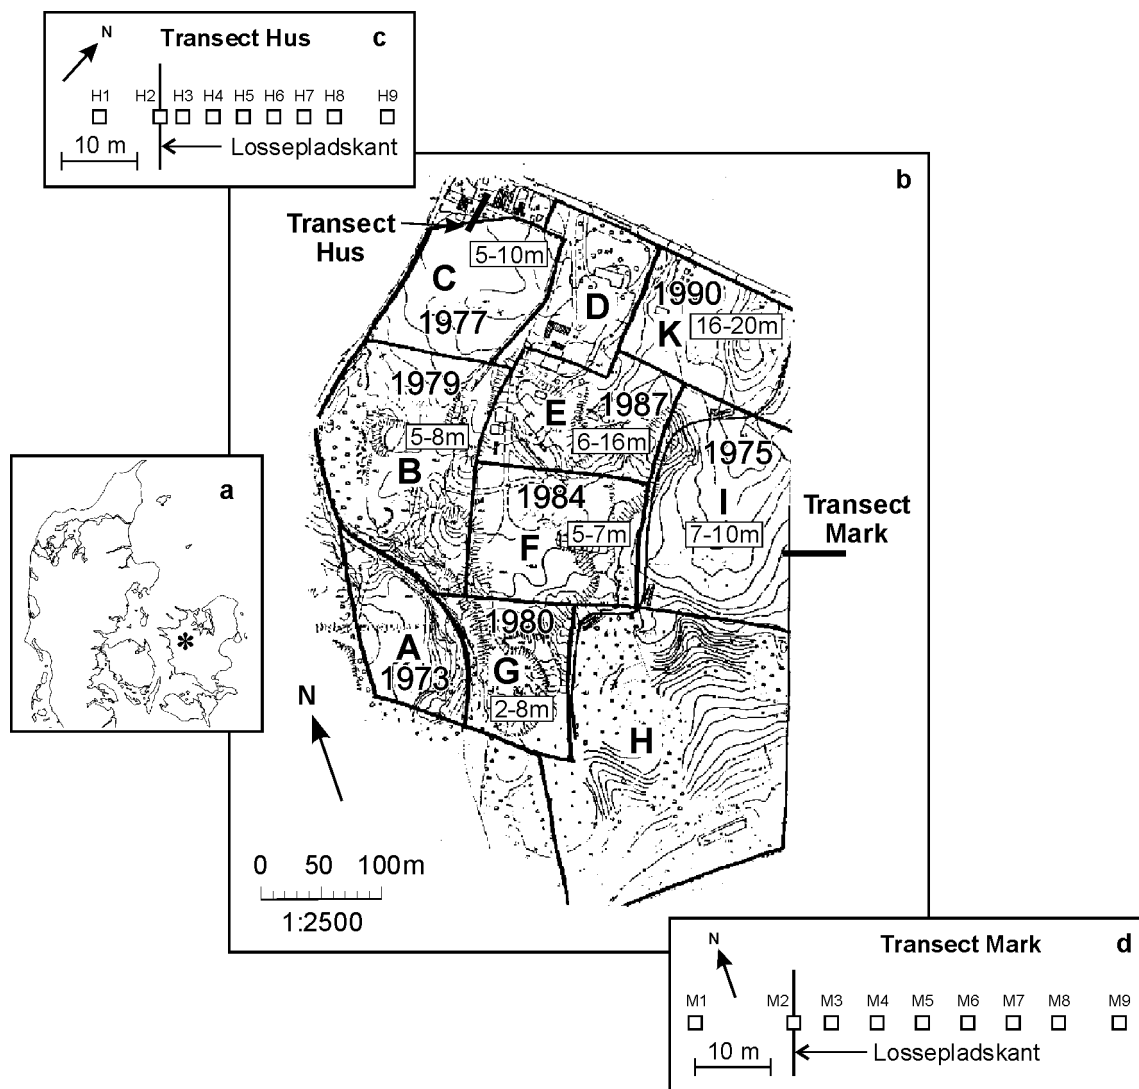 N
Transect Hus
c
H1 H2 H3 H4 H5 H6 H7 H8 H9
10 m
Lossepladskant
b
Transect
Hus
5-10m
C
1977
D
1990
K
16-20m
1979
5-8m
B
E
1987
6-16m
1975
I
7-10m
1984
5-7m
F
Transect
Mark
a
*
A
1973
1980
G
2-8m
H
N
0 50 100m
1:2500
N
Transect Mark
d
M1 M2 M3 M4 M5 M6 M7 M8 M9
10 m
Lossepladskant